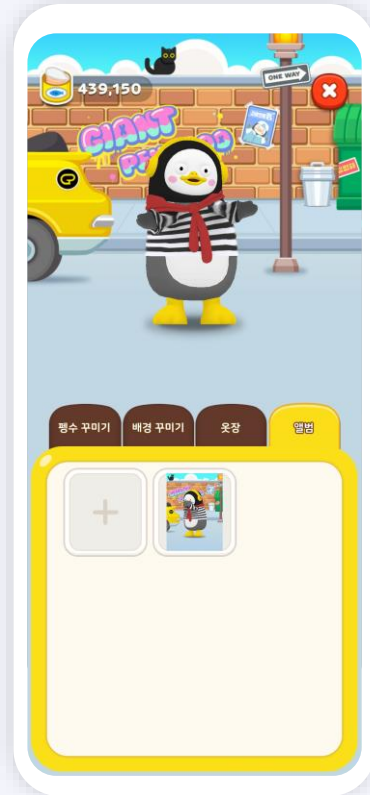 439,150
ONE WAY
GIANT
펭수 꾸미기
배경 꾸미기
옷장
앨범